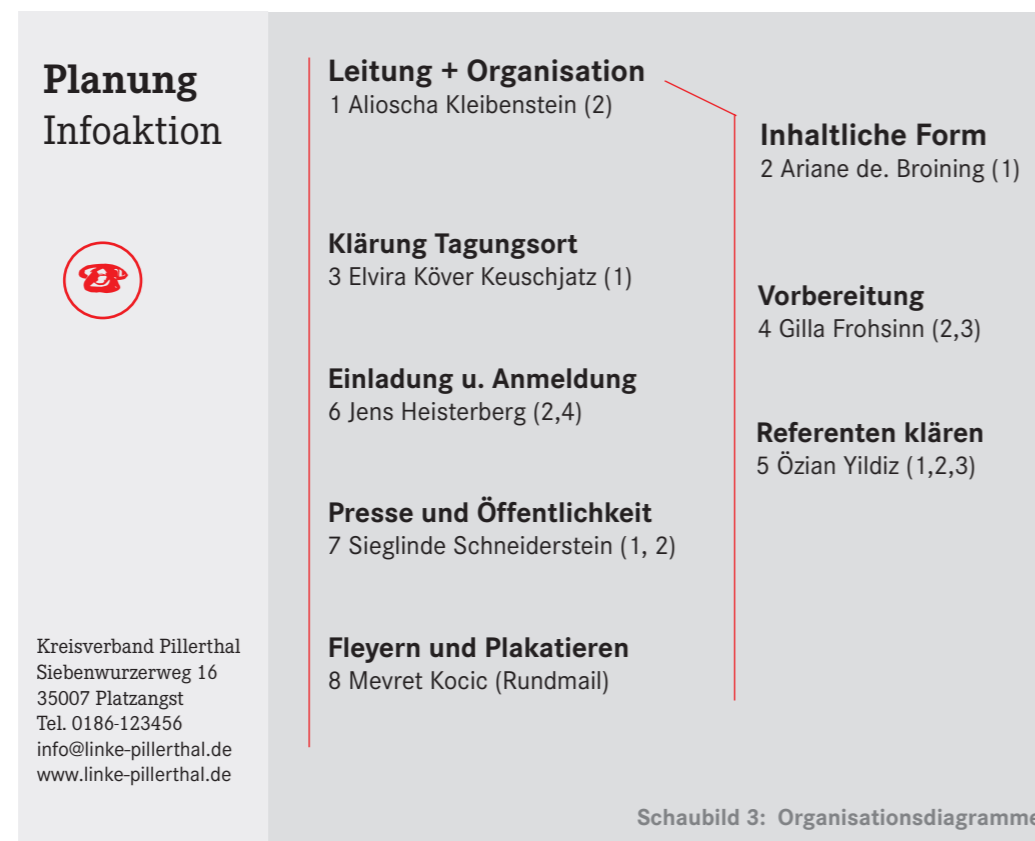 Planung
Infoaktion
Kreisverband Pillerthal
Siebenwurzerweg 16
35007 Platzangst
Tel. 0186-123456
info@linke-pillerthal.de
www.linke-pillerthal.de
Leitung + Organisation
1 Alioscha Kleibenstein (2)
Klärung Tagungsort
3 Elvira Köver Keuschjatz (1)
Einladung u. Anmeldung
6 Jens Heisterberg (2,4)
Presse und Öffentlichkeit
7 Sieglinde Schneiderstein (1, 2)
Fleyern und Plakatieren
8 Mevret Kocic (Rundmail)
Inhaltliche Form
2 Ariane de. Broining (1)
Vorbereitung
4 Gilla Frohsinn (2,3)
Referenten klären
5 Özian Yildiz (1,2,3)
Schaubild 3: Organisationsdiagramme